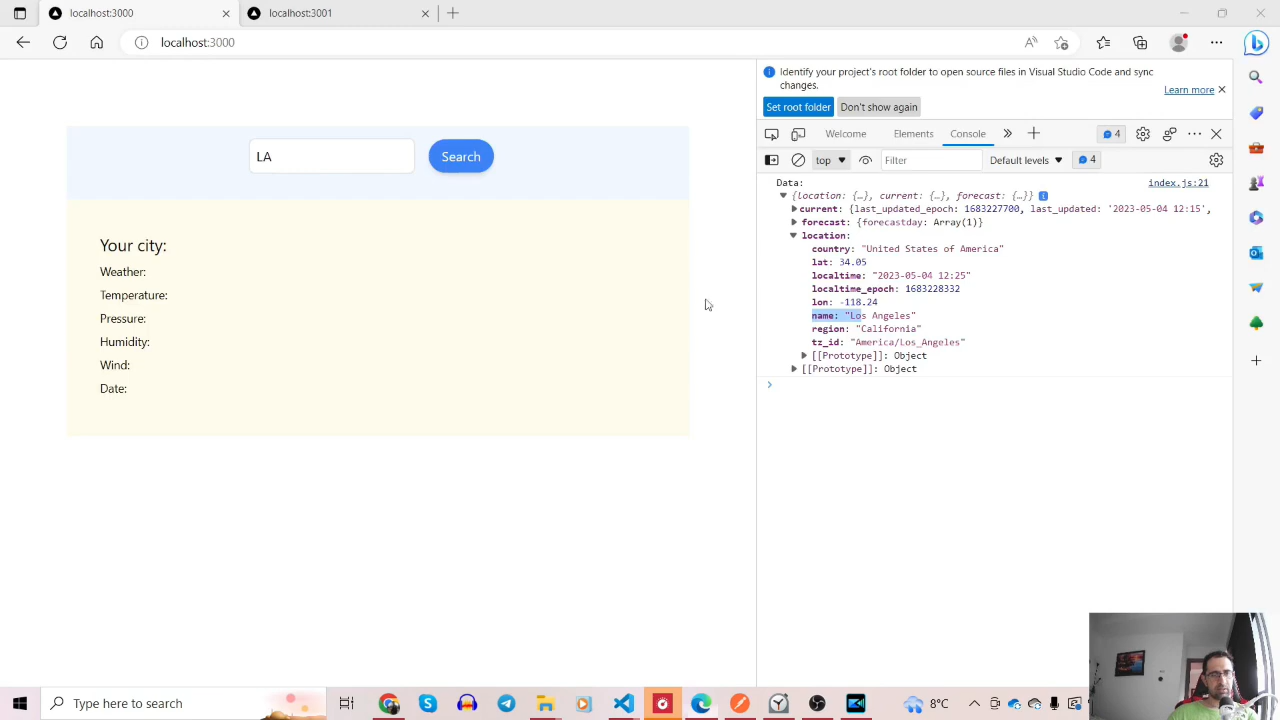 localhost:3000
localhost:3001
localhost:3000
LA
Search
Your city:
Weather:
Temperature:
Pressure:
Humidity:
Wind:
Date:
Identify your project's root folder to open source files in Visual Studio Code and sync
changes.
Learn more
Set root folder
Don't show again
Welcome
Elements
Console
4
top
Filter
Default levels
4
Data:
index.js:21
{location: {…}, current: {…}, forecast: {…}}
current: {last_updated_epoch: 1683227700, last_updated: '2023-05-04 12:15',
forecast: {forecastday: Array(1)}
location:
country: "United States of America"
lat: 34.05
localtime: "2023-05-04 12:25"
localtime_epoch: 1683228332
lon: -118.24
name: "Los Angeles"
region: "California"
tz_id: "America/Los_Angeles"
[[Prototype]]: Object
[[Prototype]]: Object
Type here to search
8°C